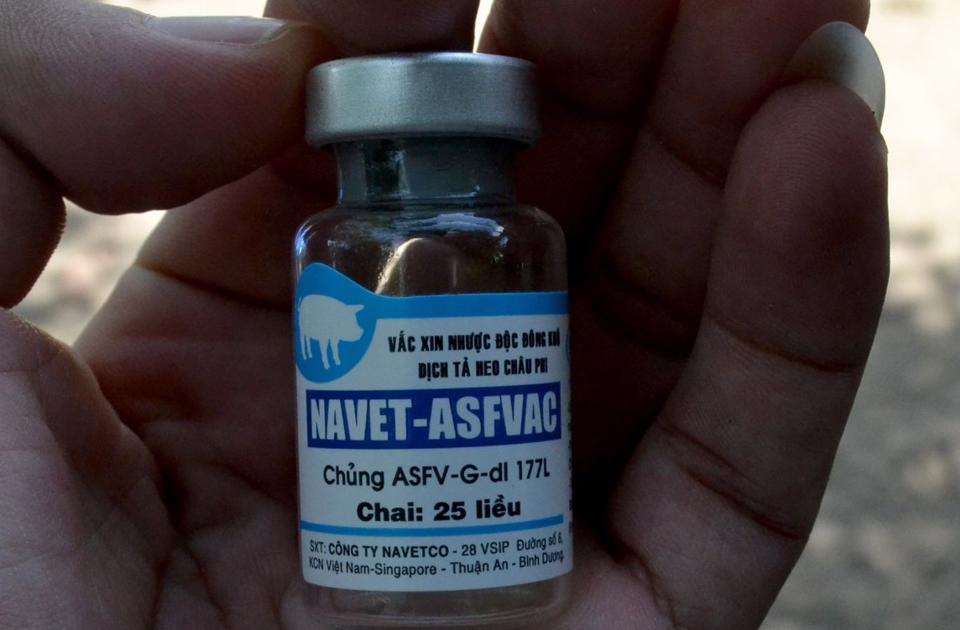 VẮC XIN NHƯỢC ĐỘC ĐÔNG KHÔ
DỊCH TẢ HEO CHÂU PHI
NAVET-ASFVAC
Chủng ASFV-G-dI 177L
Chai: 25 liều
SXT: CÔNG TY NAVETCO - 28 VSIP Đường số 6,
KCN Việt Nam-Singapore - Thuận An - Bình Dương.